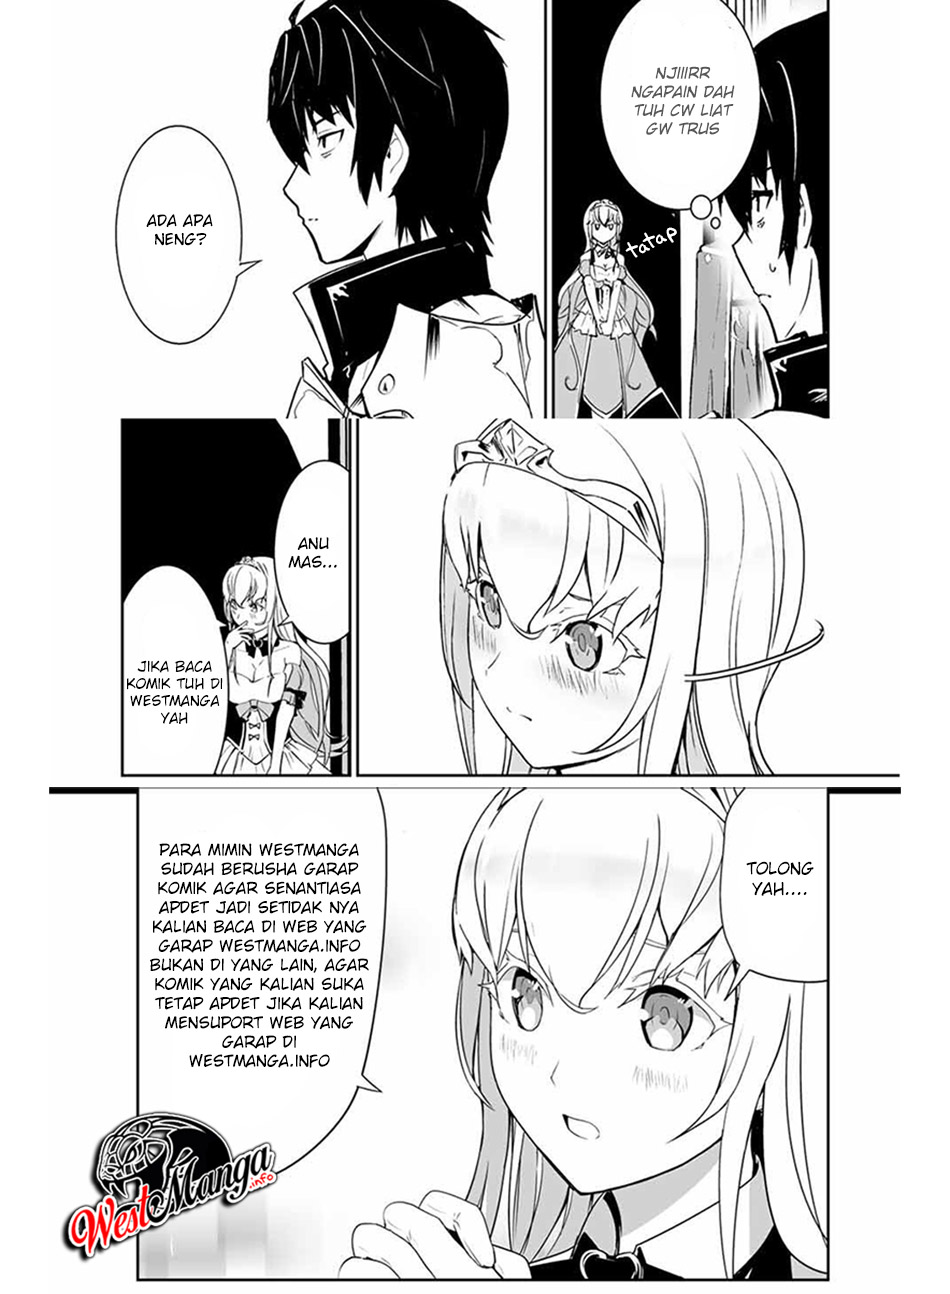 NJIIIRR
NGAPAIN DAH
TUH CW LIAT
GW TRUS
tatap
ADA APA
NENG?
ANU
MAS...
JIKA BACA
KOMIK TUH DI
WESTMANGA
YAH
TOLONG
YAH....
PARA MIMIN WESTMANGA
SUDAH BERUSHA GARAP
KOMIK AGAR SENANTIASA
APDET JADI SETIDAK NYA
KALIAN BACA DI WEB YANG
GARAP WESTMANGA.INFO
BUKAN DI YANG LAIN, AGAR
KOMIK YANG KALIAN SUKA
TETAP APDET JIKA KALIAN
MENSUPORT WEB YANG
GARAP DI
WESTMANGA.INFO
WestManga
.info